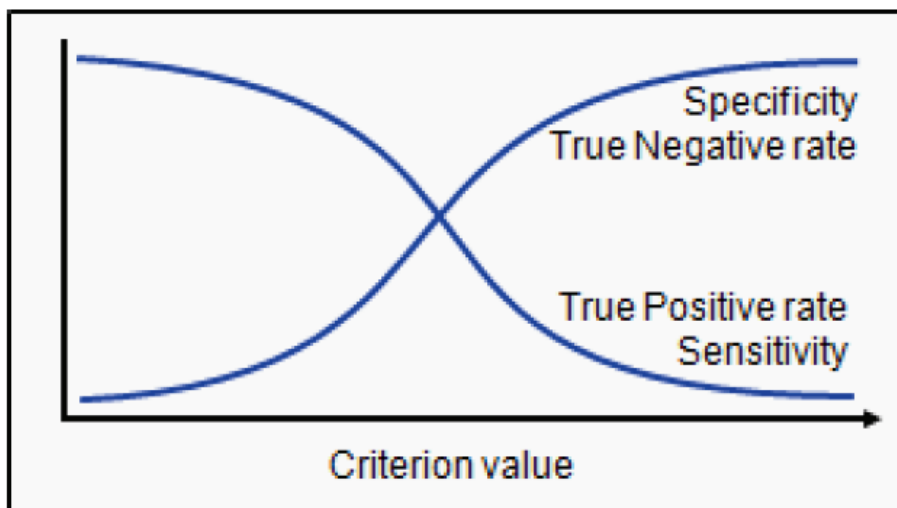 Specificity
True Negative rate
True Positive rate
Sensitivity
Criterion value